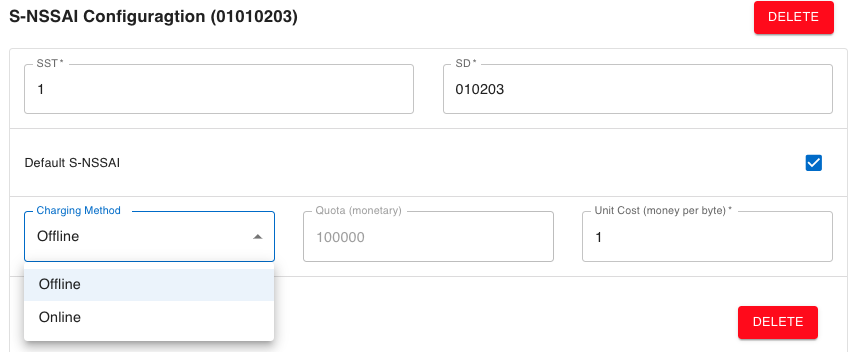 S-NSSAI Configuragtion (01010203)
DELETE
SST *
SD *
1
010203
Default S-NSSAI
Charging Method
Quota (monetary)
Unit Cost (money per byte) *
Offline
100000
1
Offline
Online
DELETE